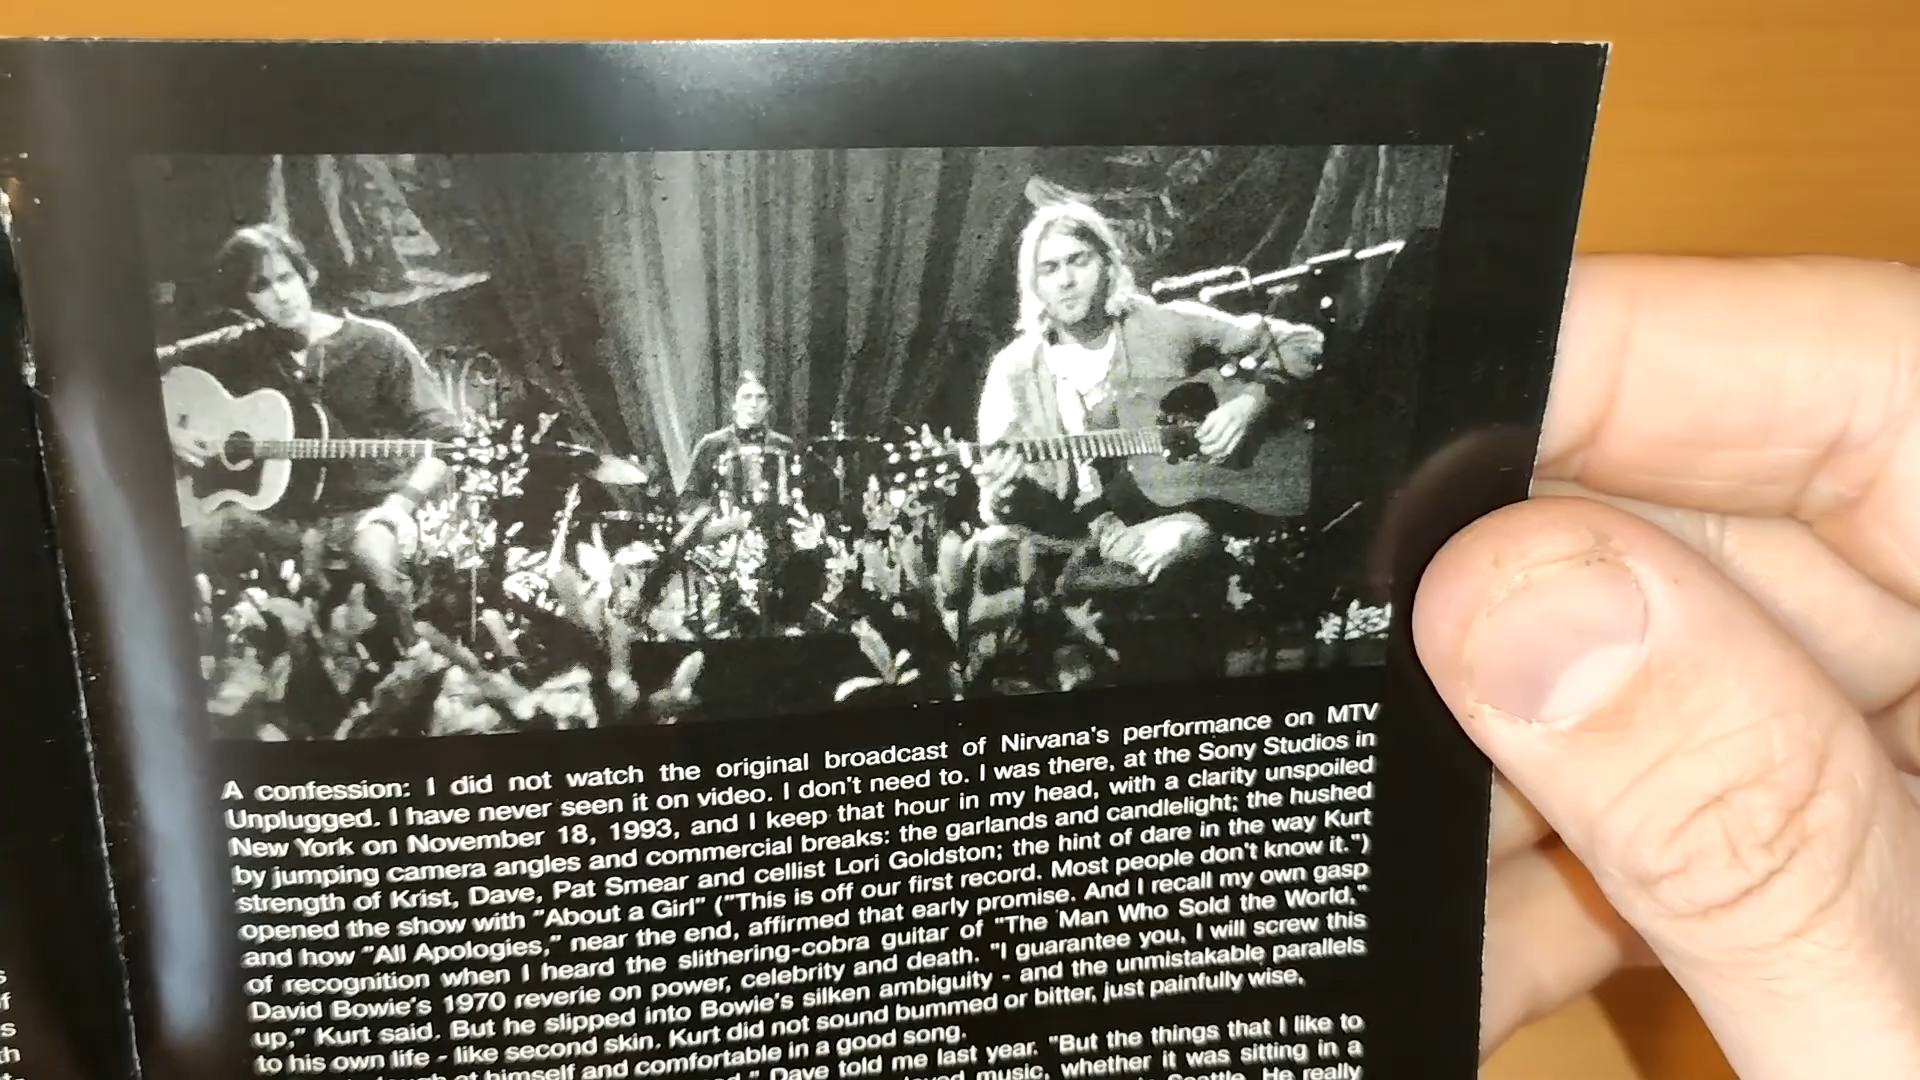 A confession: I did not watch the original broadcast of Nirvana's performance on MTV
Unplugged. I have never seen it on video. I don't need to. I was there, at the Sony Studios in
New York on November 18, 1993, and I keep that hour in my head, with a clarity unspoiled
by jumping camera angles and commercial breaks: the garlands and candlelight; the hushed
strength of Krist, Dave, Pat Smear and cellist Lori Goldston; the hint of dare in the way Kurt
opened the show with "About a Girl" ("This is off our first record. Most people don't know it.")
and how "All Apologies," near the end, affirmed that early promise. And I recall my own gasp
of recognition when I heard the slithering-cobra guitar of "The Man Who Sold the World,"
David Bowie's 1970 reverie on power, celebrity and death. "I guarantee you, I will screw this
up," Kurt said. But he slipped into Bowie's silken ambiguity - and the unmistakable parallels
to his own life - like second skin. Kurt did not sound bummed or bitter, just painfully wise,
at himself and comfortable in a good song.
" Dave told me last year. "But the things that I like to
music, whether it was sitting in a
Seattle. He really